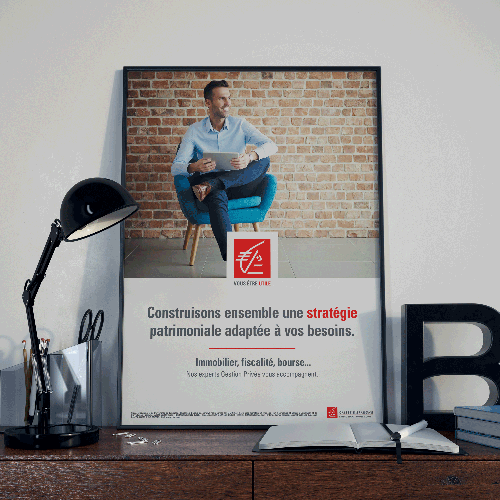 VOUS ÊTRE UTILE
Construisons ensemble une stratégie
patrimoniale adaptée à vos besoins.
Immobilier, fiscalité, bourse...
Nos experts Gestion Privée vous accompagnent.
B